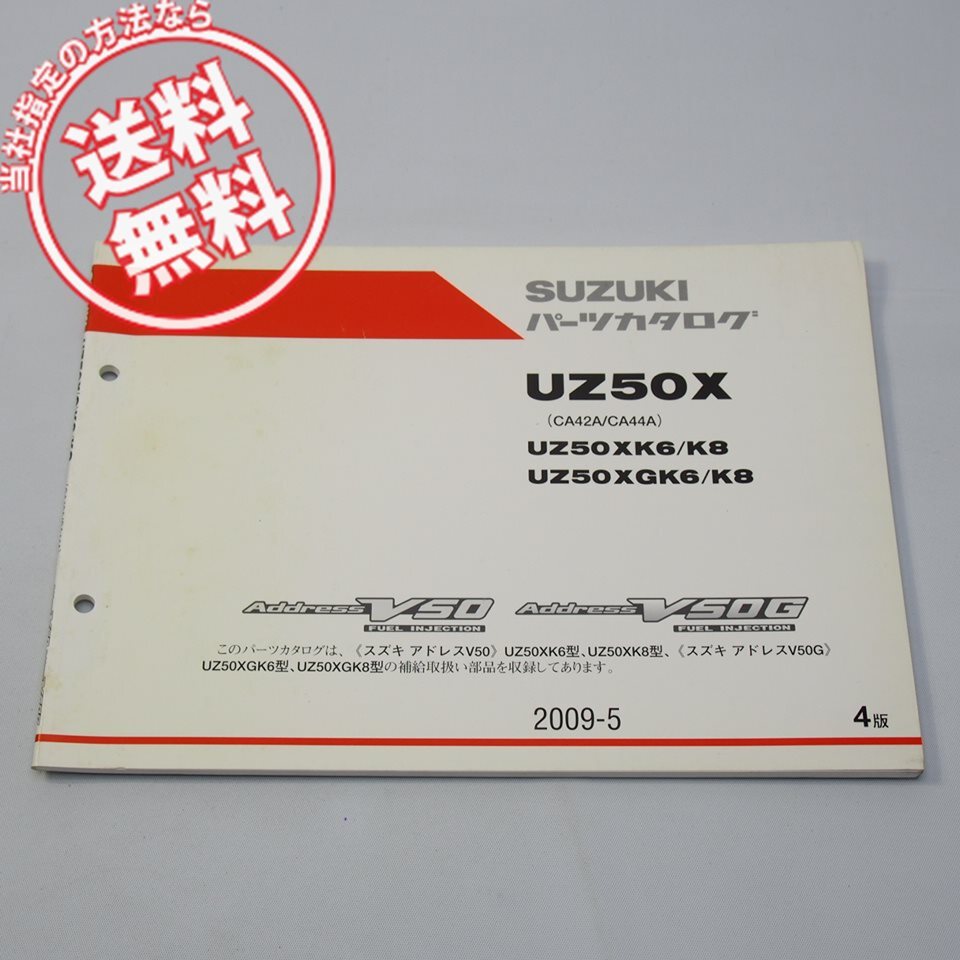 当社指定の方法なら
送料
無料
SUZUKI
パーツカタログ
UZ50X
(CA42A/CA44A)
UZ50XK6/K8
UZ50XGK6/K8
Address V50 Address V50G
FUEL INJECTION FUEL INJECTION
このパーツカタログは、《スズキ アドレスV50》UZ50XK6型、UZ50XK8型、《スズキ アドレスV50G》
UZ50XGK6型、UZ50XGK8型の補給取扱い部品を収録してあります。
2009-5 4版